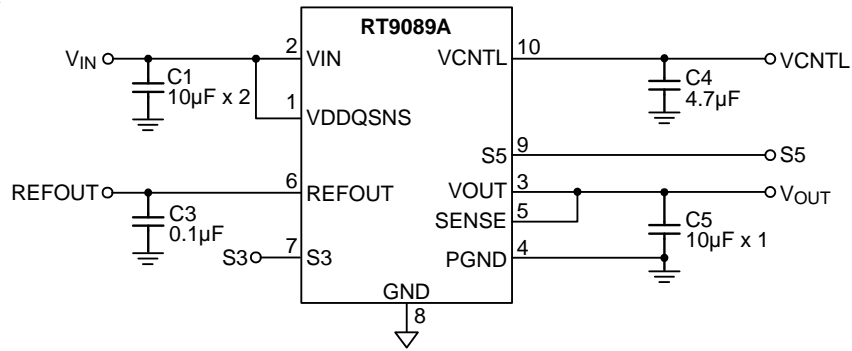 RT9089A
VIN
2
VIN
VCNTL
10
VCNTL
C1
10µF x 2
C4
4.7µF
1
VDDQSNS
S5
9
S5
REFOUT
6
REFOUT
VOUT
3
VOUT
C3
0.1µF
SENSE
5
C5
10µF x 1
S3
7
S3
PGND
4
GND
8